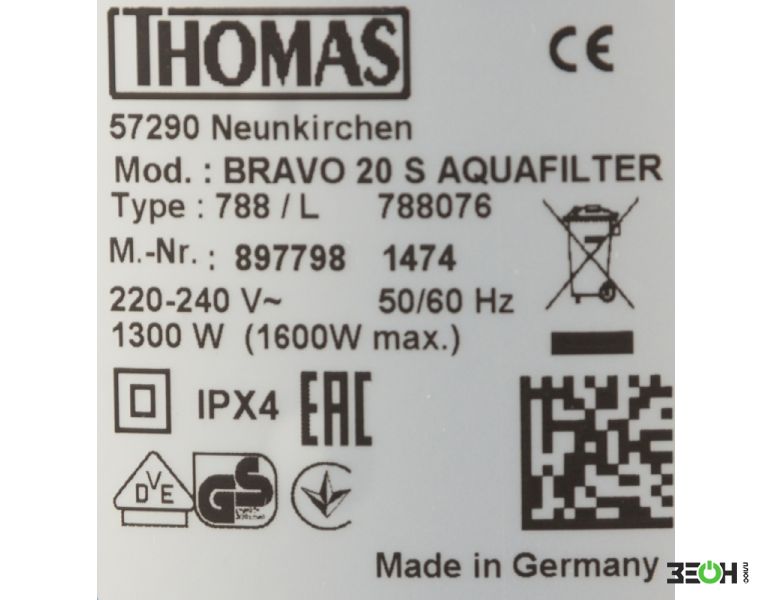 THOMAS
CE
57290 Neunkirchen
Mod. : BRAVO 20 S AQUAFILTER
Type : 788 / L 788076
M.-Nr. : 897798 1474
220-240 V~ 50/60 Hz
1300 W (1600W max.)
IPX4 EAC
DVE GS
Made in Germany
ЗЕОН